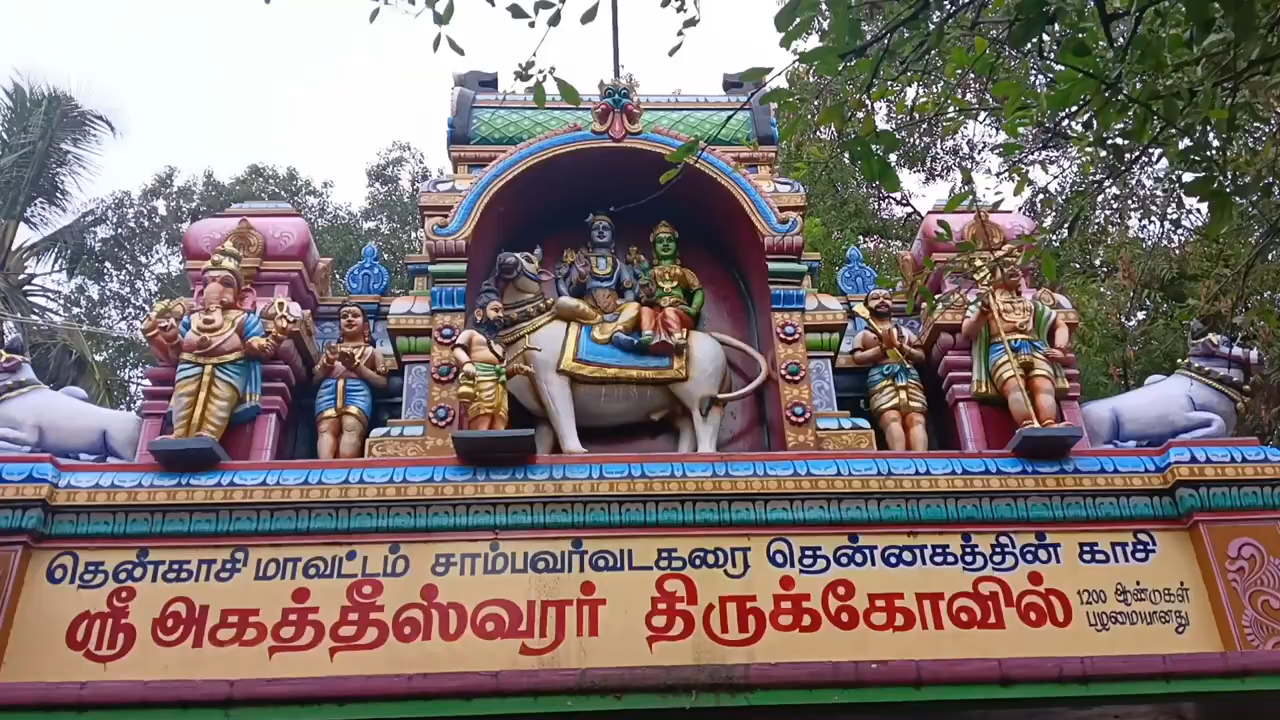 தென்காசி மாவட்டம் சாம்பவர்வடகரை தென்னகத்தின் காசி
ஸ்ரீ அகத்தீஸ்வரர் திருக்கோவில்
1200 ஆண்டுகள்
பழமையானது